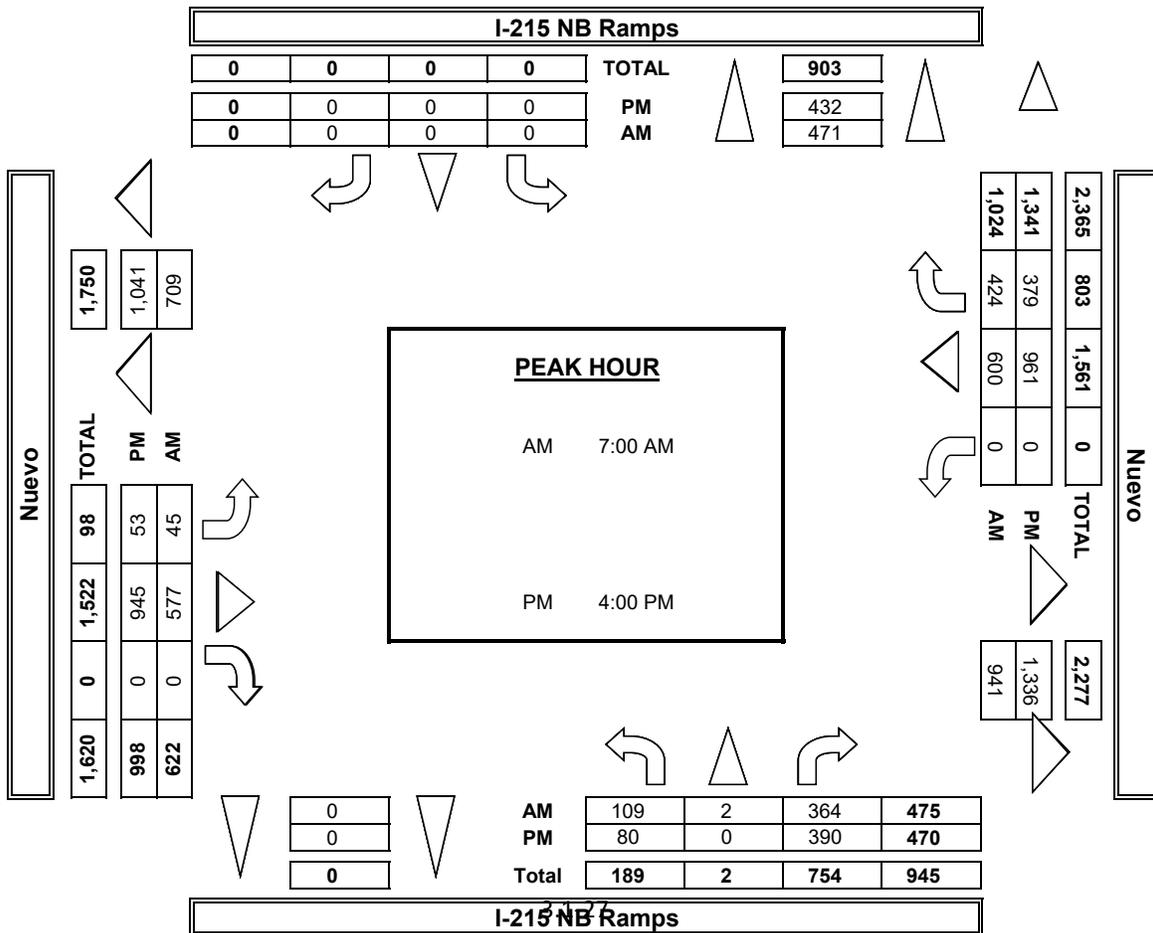 I-215 NB Ramps
0 0 0 0 TOTAL 903
0 0 0 0 PM 432
0 0 0 0 AM 471
Nuevo
1,750
1,041
709
TOTAL 98 1,522 0 1,620
PM 53 945 0 998
AM 45 577 0 622
PEAK HOUR
AM 7:00 AM
PM 4:00 PM
2,365 803 1,561 0 TOTAL
1,341 379 961 0 PM
1,024 424 600 0 AM
2,277
1,336
941
Nuevo
0 AM 109 2 364 475
0 PM 80 0 390 470
0 Total 189 2 754 945
I-215 NB Ramps
3.1-27